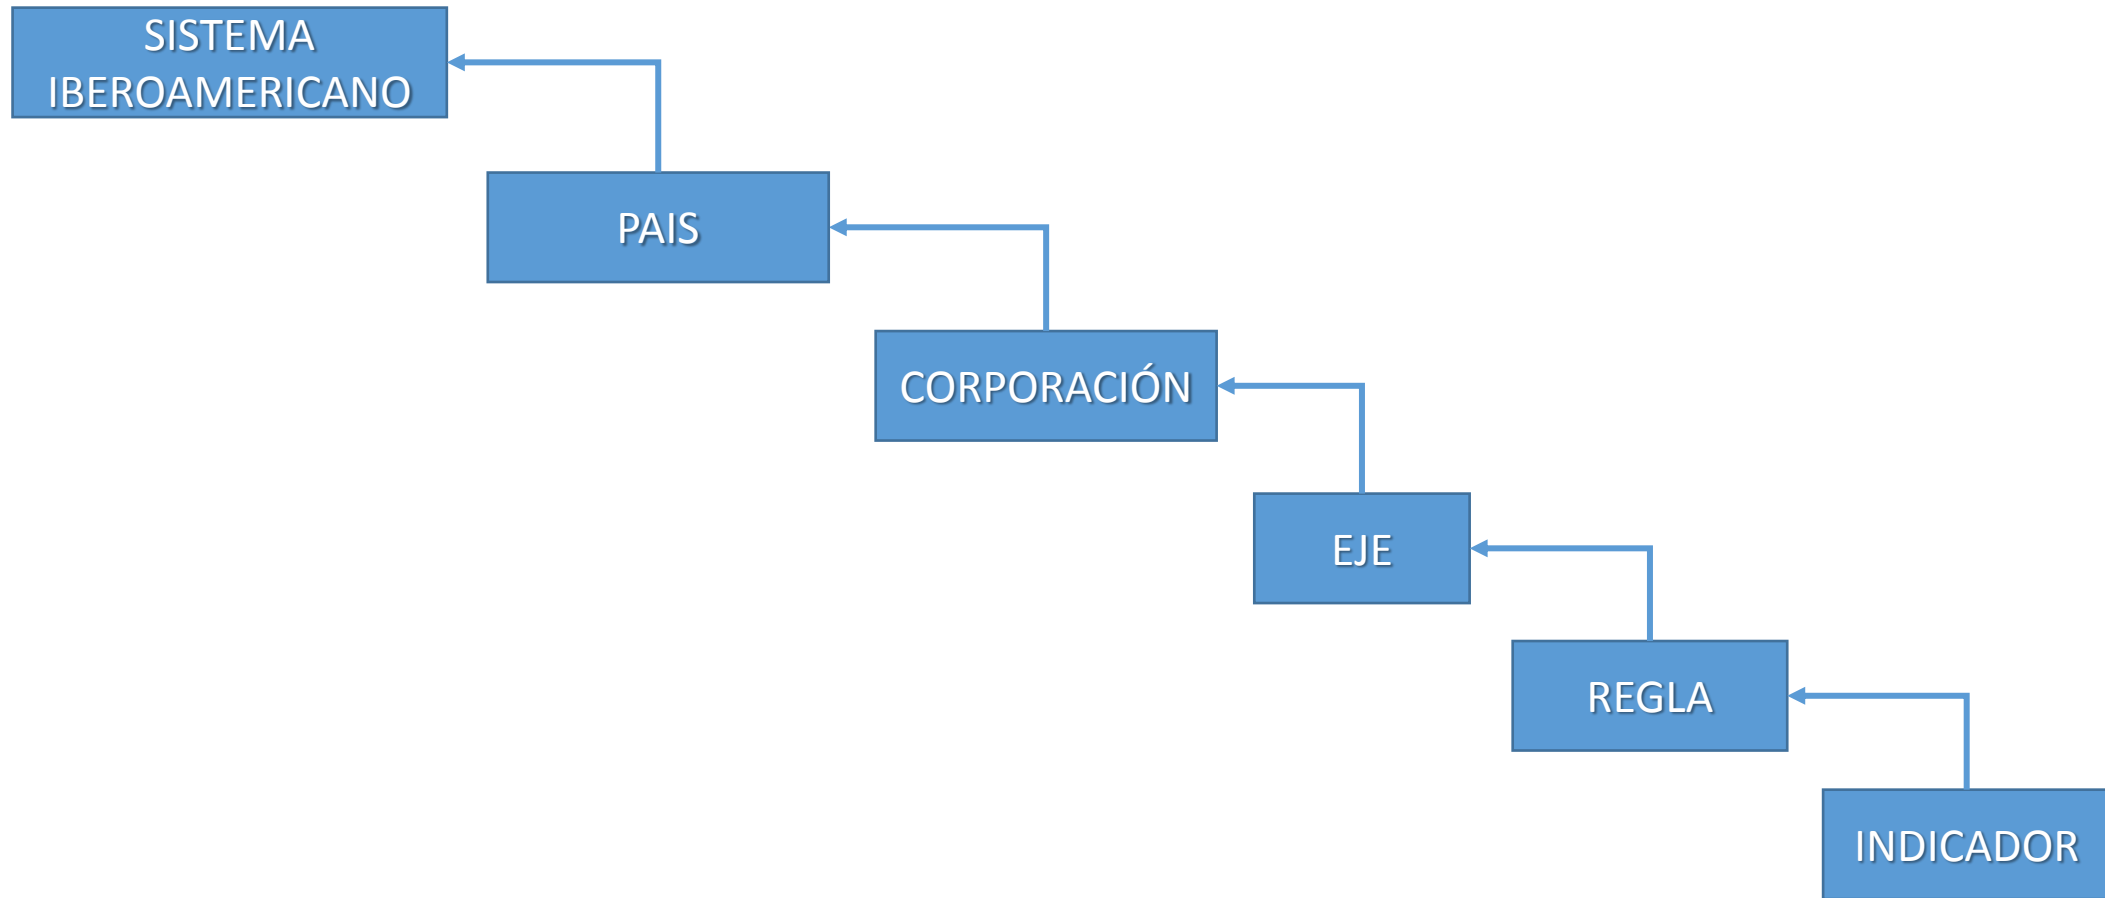 SISTEMA
IBEROAMERICANO
PAIS
CORPORACIÓN
EJE
REGLA
INDICADOR